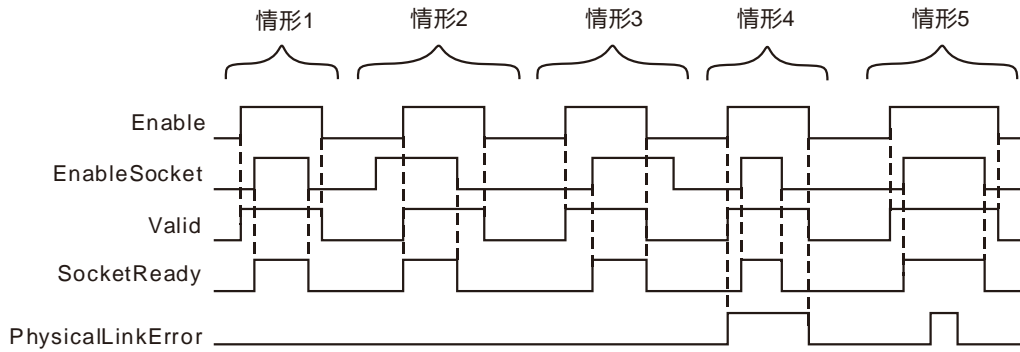 情形1 情形2 情形3 情形4 情形5
Enable
EnableSocket
Valid
SocketReady
PhysicalLinkError